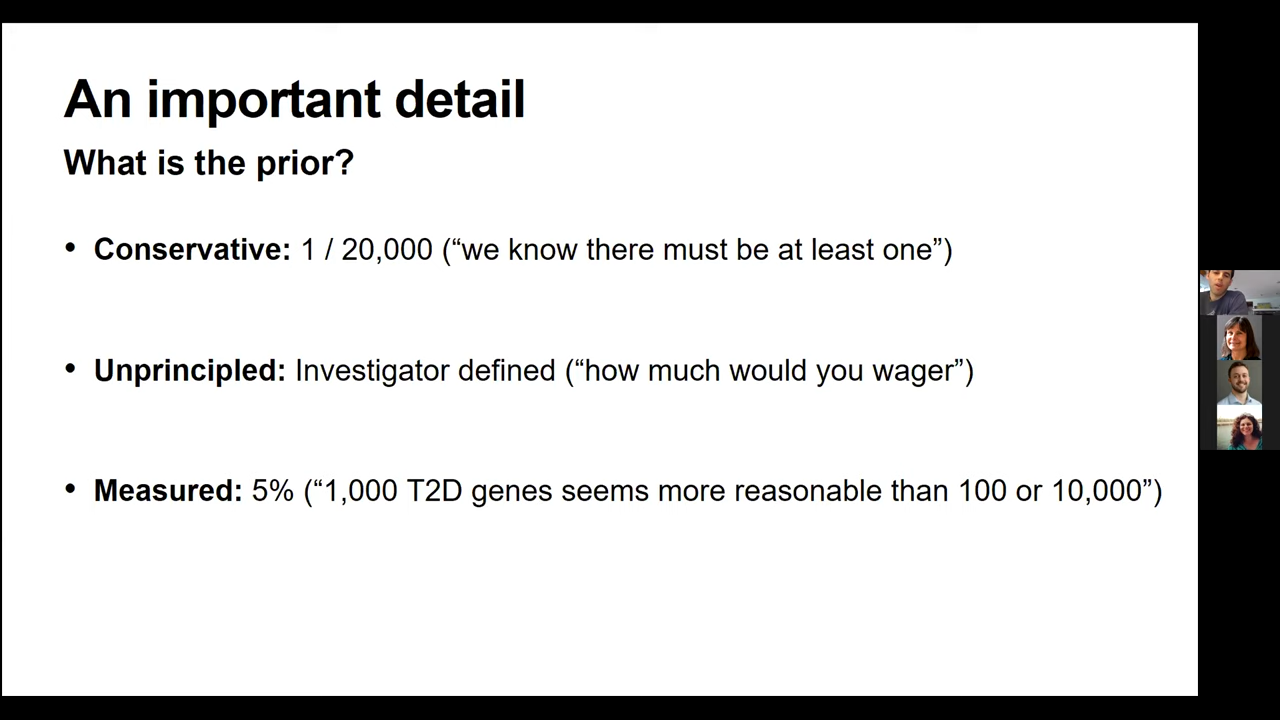 An important detail
What is the prior?
• Conservative: 1 / 20,000 (“we know there must be at least one”)
• Unprincipled: Investigator defined (“how much would you wager”)
• Measured: 5% (“1,000 T2D genes seems more reasonable than 100 or 10,000”)